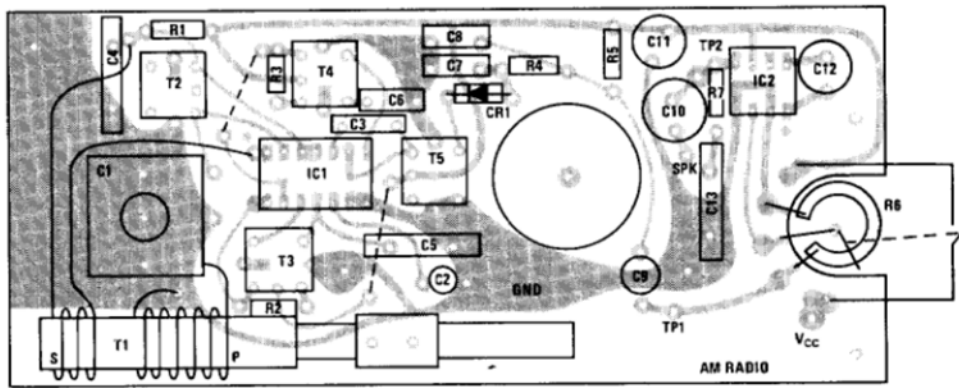 C4
R1
T2
R3
T4
C8
C7
C6
R4
CR1
R5
C11
TP2
R7
IC2
C12
C10
C3
T5
IC1
C1
SPK
C13
R6
T3
C5
C2
GND
C9
R2
TP1
VCC
S
T1
P
AM RADIO